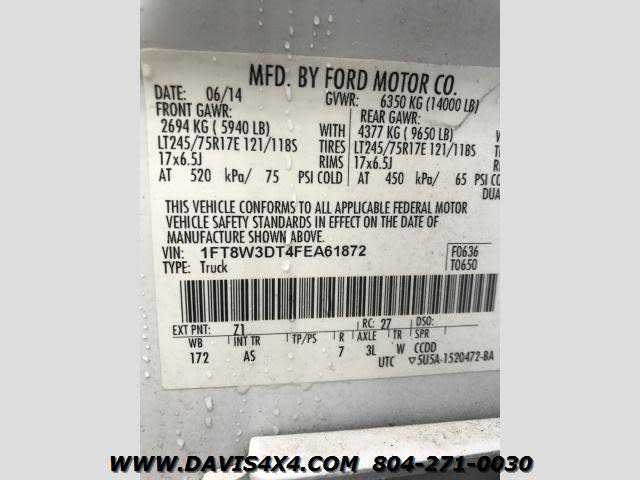 MFD. BY FORD MOTOR CO.
DATE: 06/14 GVWR: 6350 KG (14000 LB)
FRONT GAWR: REAR GAWR:
2694 KG ( 5940 LB) WITH 4377 KG ( 9650 LB) W
LT245/75R17E 121/118S TIRES LT245/75R17E 121/118S
17x6.5J RIMS 17x6.5J
AT 520 kPa/ 75 PSI COLD AT 450 kPa/ 65 PSI COLD
DUA
THIS VEHICLE CONFORMS TO ALL APPLICABLE FEDERAL MOTOR
VEHICLE SAFETY STANDARDS IN EFFECT ON THE DATE OF
MANUFACTURE SHOWN ABOVE.
VIN: 1FT8W3DT4FEA61872 F0636
TYPE: Truck T0650
EXT PNT: Z1 RC: 27 DSO:
WB INT TR TP/PS R AXLE TR SPR
172 AS 7 3L W CCDD
UTC ▽5U5A-1520472-BA
WWW.DAVIS4X4.COM 804-271-0030